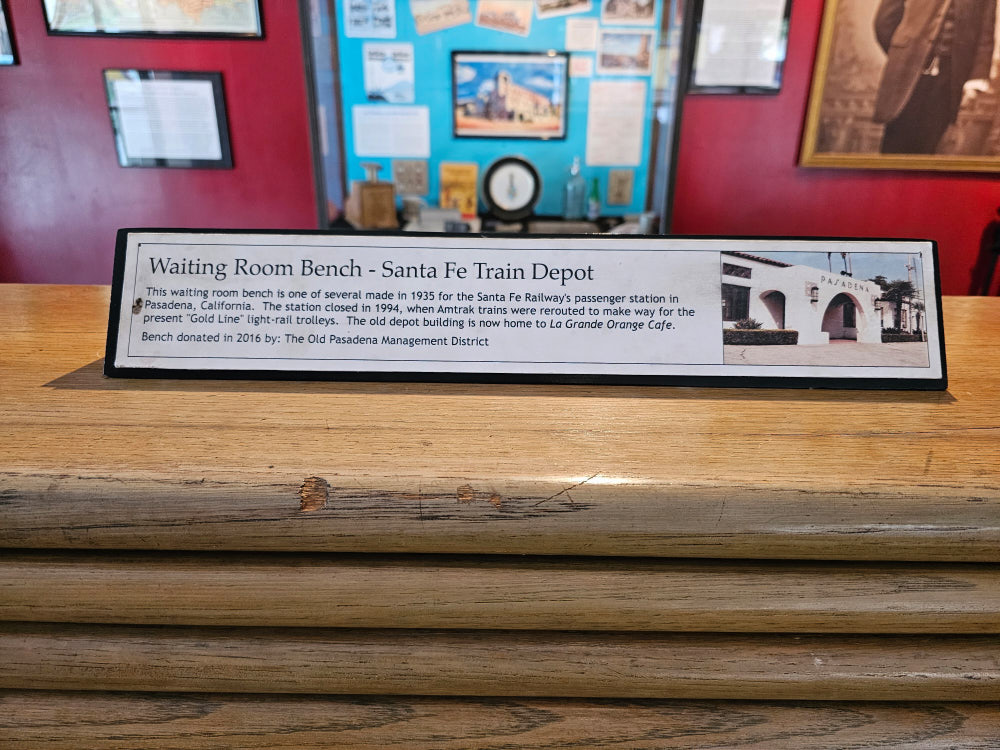 Waiting Room Bench - Santa Fe Train Depot
This waiting room bench is one of several made in 1935 for the Santa Fe Railway's passenger station in
Pasadena, California. The station closed in 1994, when Amtrak trains were rerouted to make way for the
present "Gold Line" light-rail trolleys. The old depot building is now home to La Grande Orange Cafe.
Bench donated in 2016 by: The Old Pasadena Management District
PASADENA